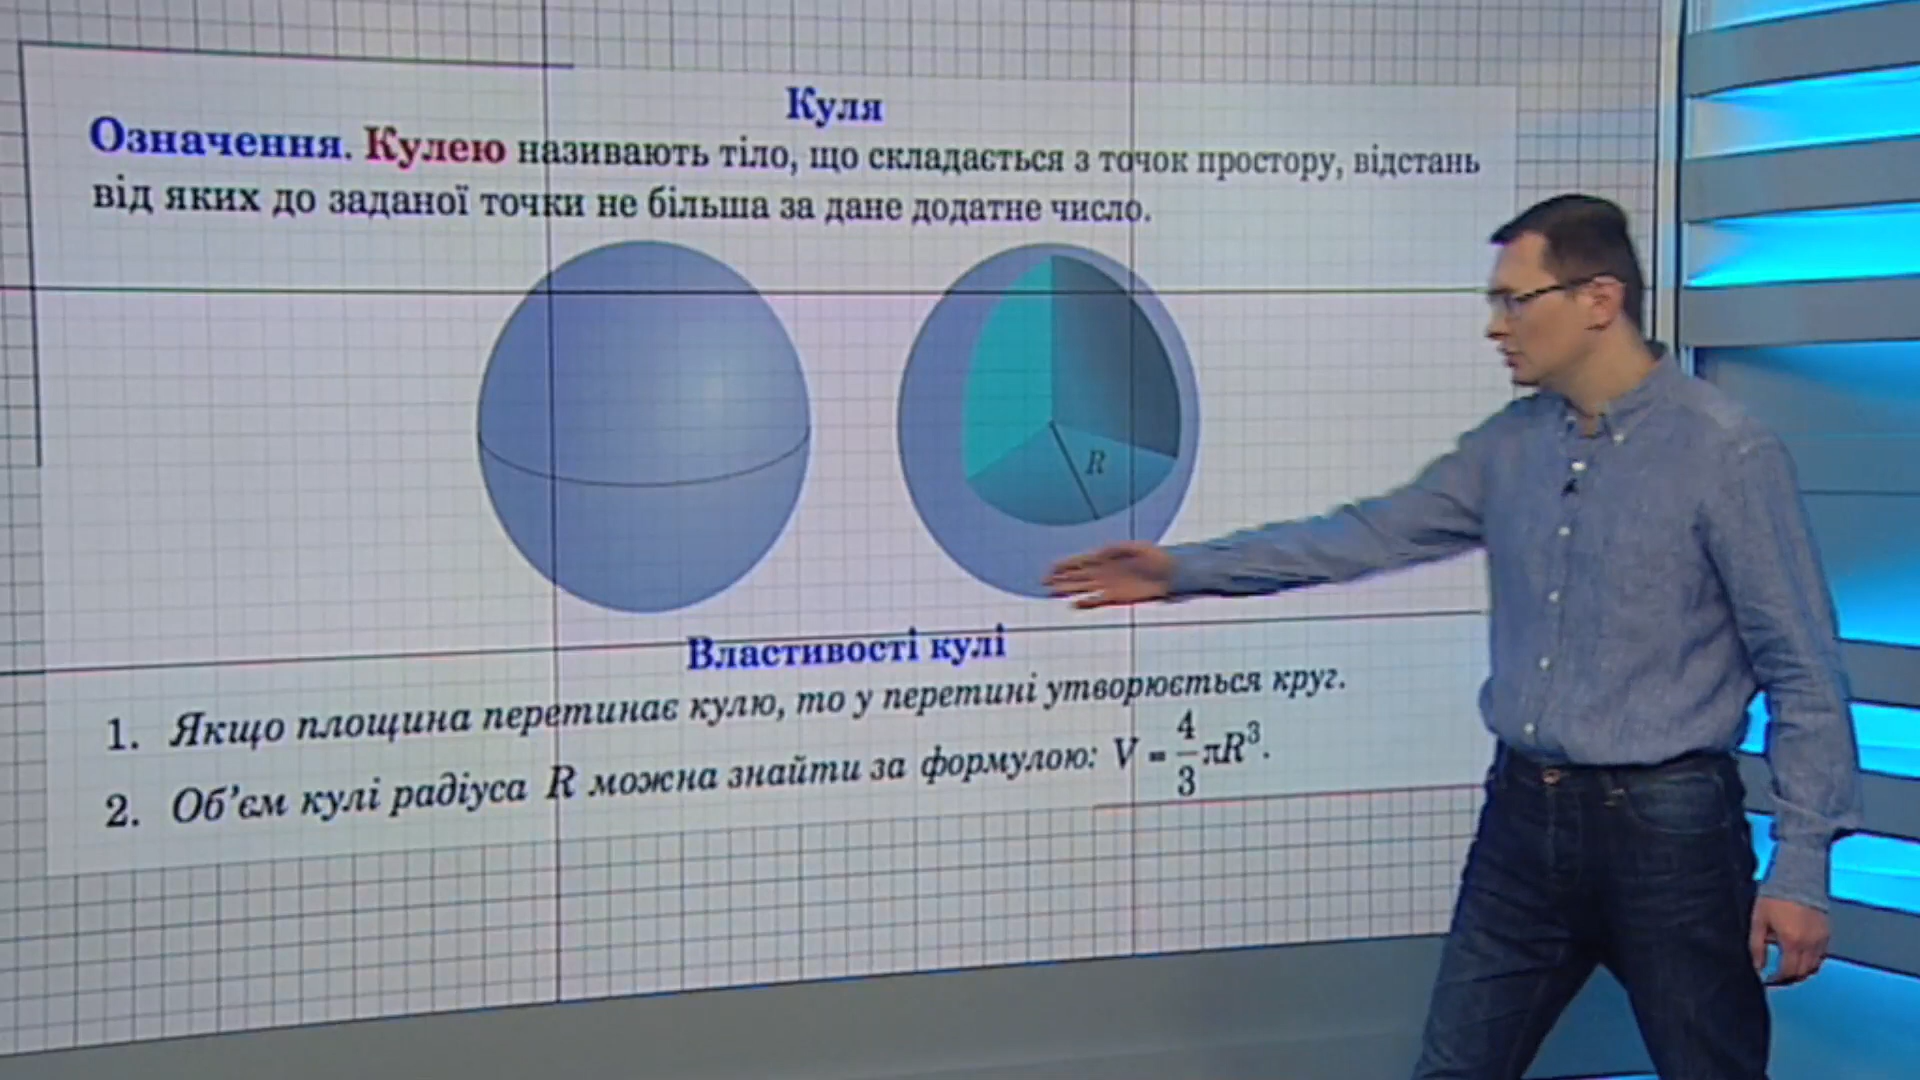 Куля
Означення. Кулею називають тіло, що складається з точок простору, відстань
від яких до заданої точки не більша за дане додатне число.
R
Властивості кулі
1. Якщо площина перетинає кулю, то у перетині утворюється круг.
2. Об’єм кулі радіуса R можна знайти за формулою: V = 4/3 πR³.